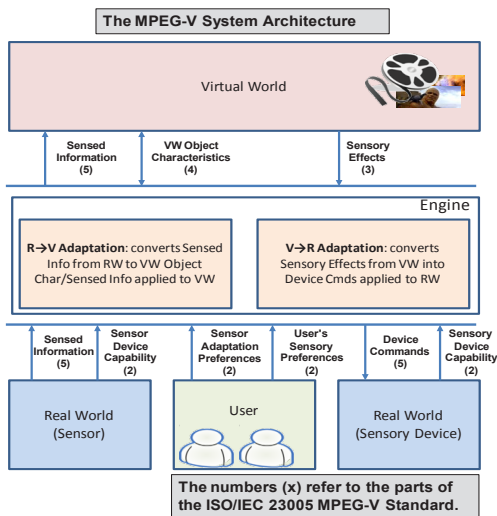 The MPEG-V System Architecture
Virtual World
Sensed
Information
(5)
VW Object
Characteristics
(4)
Sensory
Effects
(3)
Engine
R→V Adaptation: converts Sensed
Info from RW to VW Object
Char/Sensed Info applied to VW
V→R Adaptation: converts
Sensory Effects from VW into
Device Cmds applied to RW
Sensed
Information
(5)
Sensor
Device
Capability
(2)
Sensor
Adaptation
Preferences
(2)
User's
Sensory
Preferences
(2)
Device
Commands
(5)
Sensory
Device
Capability
(2)
Real World
(Sensor)
User
Real World
(Sensory Device)
The numbers (x) refer to the parts of
the ISO/IEC 23005 MPEG-V Standard.